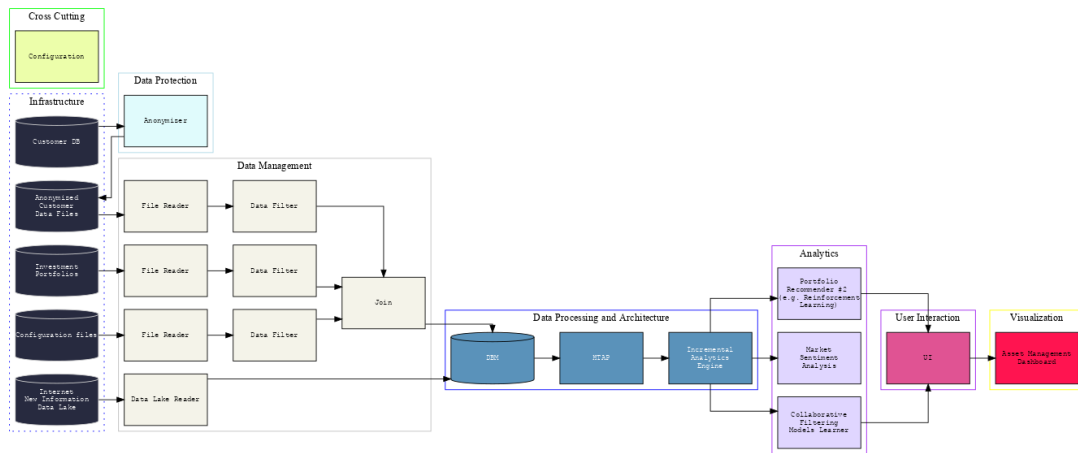 Cross Cutting
Configuration
Data Protection
Anonymizer
Infrastructure
Customer DB
Anonymized
Customer
Data Files
Investment
Portfolios
Configuration files
Internet
New Information
Data Lake
Data Management
File Reader
Data Filter
File Reader
Data Filter
Join
File Reader
Data Filter
Data Lake Reader
Data Processing and Architecture
DBM
HTAP
Incremental
Analytics
Engine
Analytics
Portfolio
Recommender #2
(e.g. Reinforcement
Learning)
Market
Sentiment
Analysis
Collaborative
Filtering
Models Learner
User Interaction
UI
Visualization
Asset Management
Dashboard